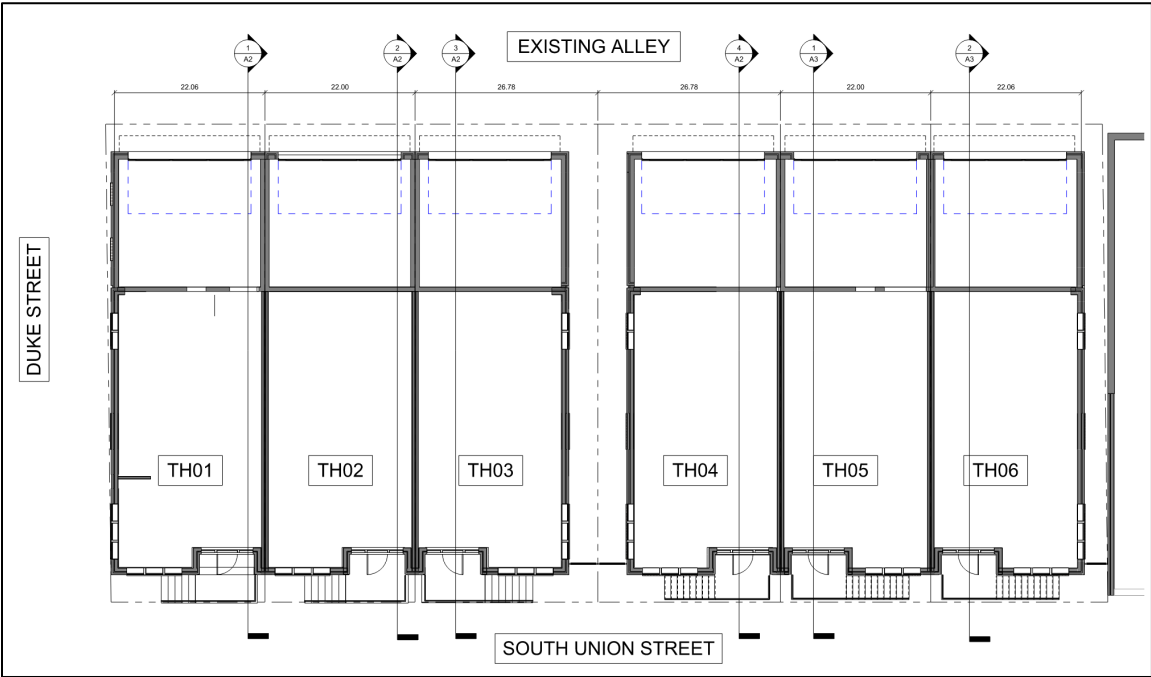 EXISTING ALLEY
1
A2
2
A2
3
A2
4
A2
1
A3
2
A3
22.06
22.00
26.78
26.78
22.00
22.06
DUKE STREET
TH01
TH02
TH03
TH04
TH05
TH06
SOUTH UNION STREET